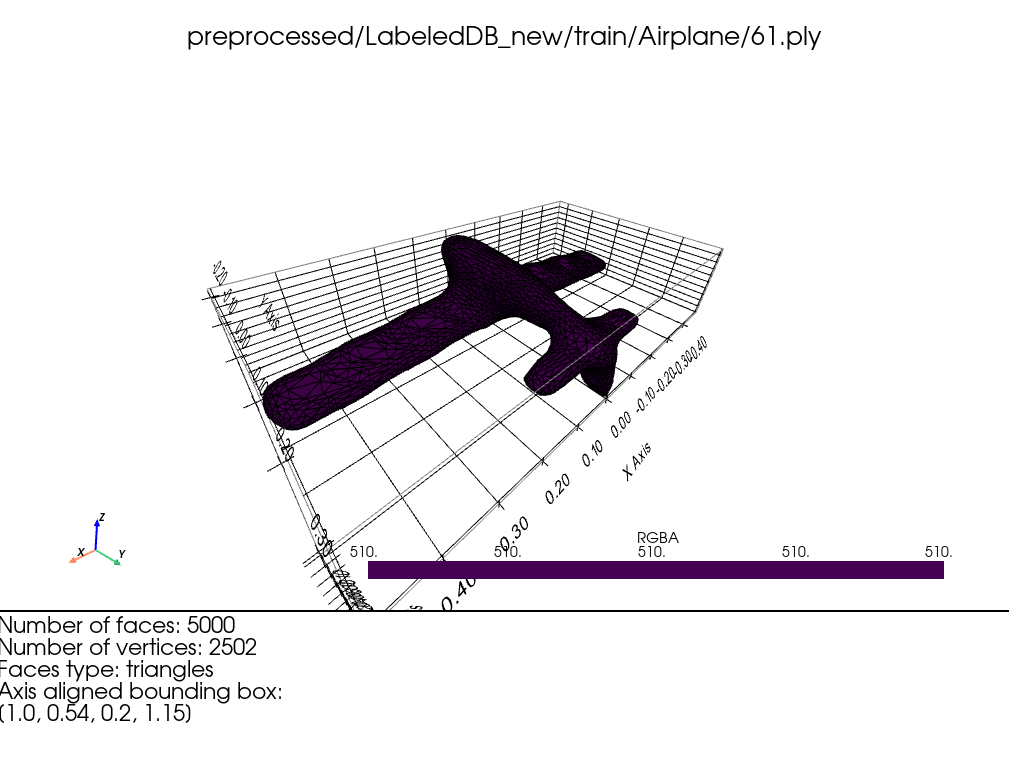 preprocessed/LabeledDB_new/train/Airplane/61.ply
Y Axis
-0.40
-0.30
-0.20
-0.10
0.00
0.10
0.20
0.30
0.40
X Axis
0.20
0.30
Z
X
Y
RGBA
510. 510. 510. 510. 510.
Number of faces: 5000
Number of vertices: 2502
Faces type: triangles
Axis aligned bounding box:
[1.0, 0.54, 0.2, 1.15]